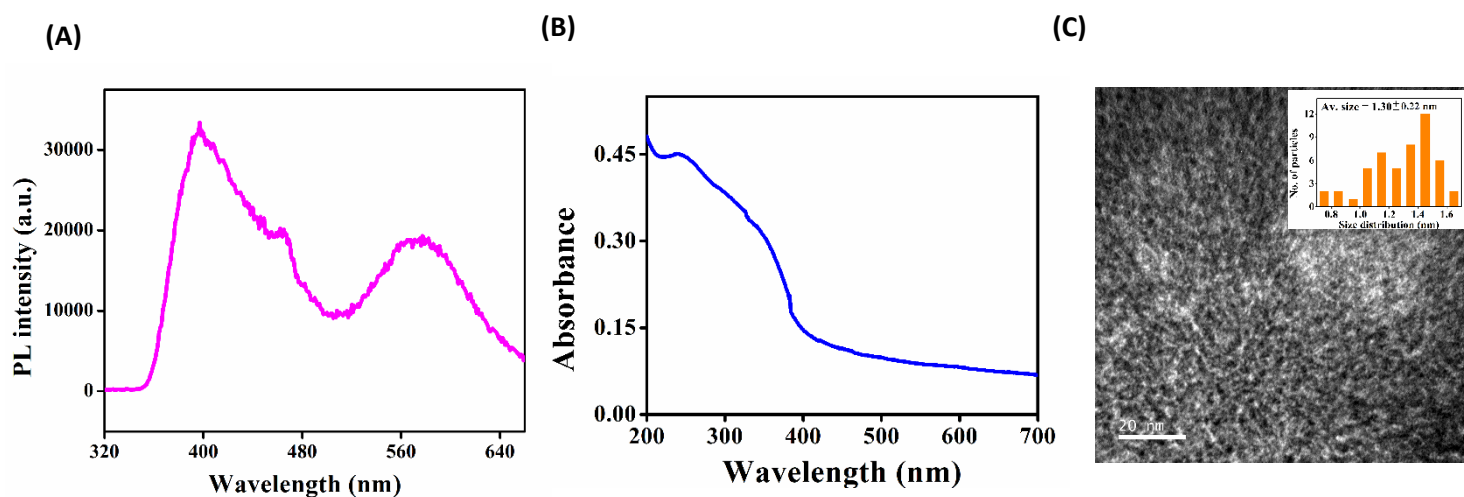 (A)
(B)
(C)
PL intensity (a.u.)
30000
20000
10000
0
320 400 480 560 640
Wavelength (nm)
Absorbance
0.45
0.30
0.15
0.00
200 300 400 500 600 700
Wavelength (nm)
Av. size = 1.30±0.22 nm
No. of particles
12
9
6
3
0.8 1.0 1.2 1.4 1.6
Size distribution (nm)
20 nm